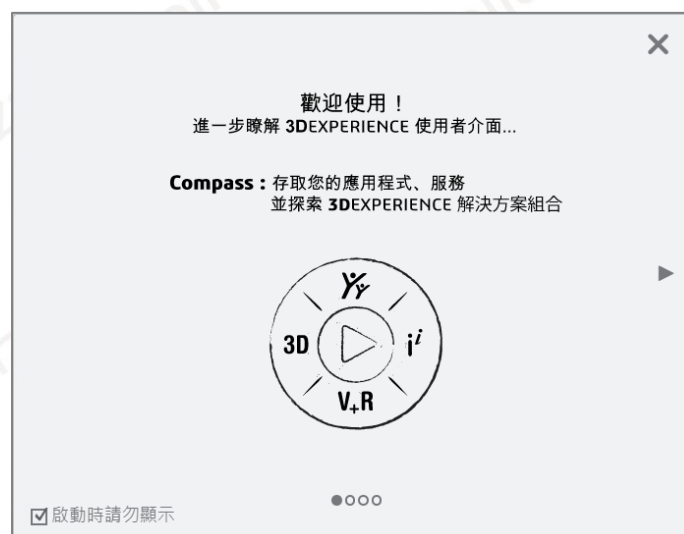 歡迎使用！
進一步瞭解 3DEXPERIENCE 使用者介面...
Compass : 存取您的應用程式、服務
並探索 3DEXPERIENCE 解決方案組合
3D
i i
V+R
啟動時請勿顯示